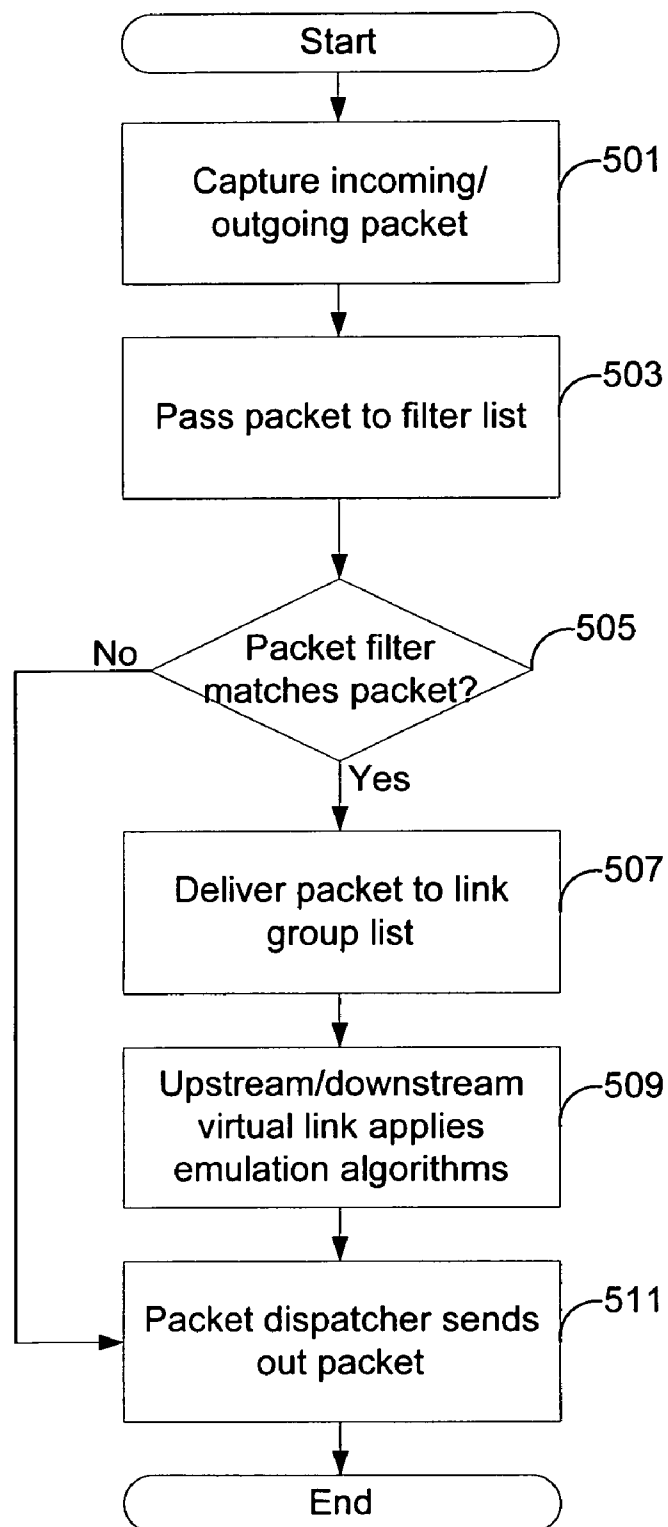 Start
Capture incoming/
outgoing packet
501
Pass packet to filter list
503
Packet filter
matches packet?
505
No
Yes
Deliver packet to link
group list
507
Upstream/downstream
virtual link applies
emulation algorithms
509
Packet dispatcher sends
out packet
511
End